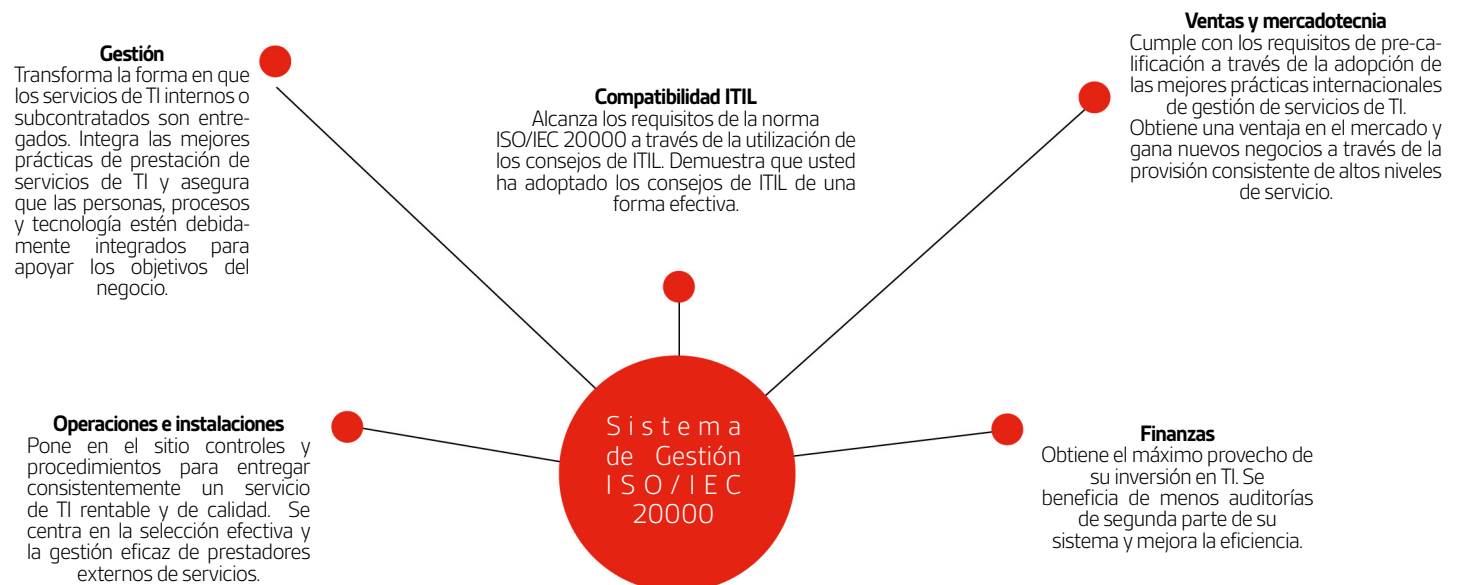 Gestión
Transforma la forma en que
los servicios de TI internos o
subcontratados son entre-
gados. Integra las mejores
prácticas de prestación de
servicios de TI y asegura
que las personas, procesos
y tecnología estén debida-
mente integrados para
apoyar los objetivos del
negocio.
Compatibilidad ITIL
Alcanza los requisitos de la norma
ISO/IEC 20000 a través de la utilización de
los consejos de ITIL. Demuestra que usted
ha adoptado los consejos de ITIL de una
forma efectiva.
Ventas y mercadotecnia
Cumple con los requisitos de pre-ca-
lificación a través de la adopción de
las mejores prácticas internacionales
de gestión de servicios de TI.
Obtiene una ventaja en el mercado y
gana nuevos negocios a través de la
provisión consistente de altos niveles
de servicio.
Operaciones e instalaciones
Pone en el sitio controles y
procedimientos para entregar
consistentemente un servicio
de TI rentable y de calidad. Se
centra en la selección efectiva y
la gestión eficaz de prestadores
externos de servicios.
Sistema
de Gestión
ISO/IEC
20000
Finanzas
Obtiene el máximo provecho de
su inversión en TI. Se
beneficia de menos auditorías
de segunda parte de su
sistema y mejora la eficiencia.